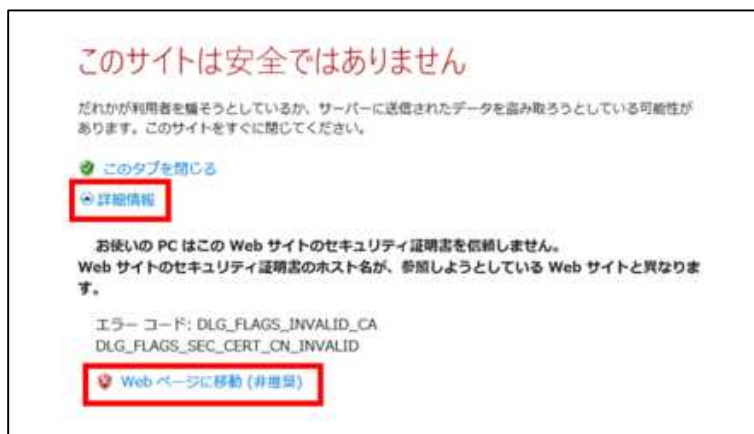 このサイトは安全ではありません
だれかが利用者を騙そうとしているか、サーバーに送信されたデータを盗み取ろうとしている可能性が
あります。このサイトをすぐに閉じてください。
このタブを閉じる
詳細情報
お使いの PC はこの Web サイトのセキュリティ証明書を信頼しません。
Web サイトのセキュリティ証明書のホスト名が、参照しようとしている Web サイトと異なりま
す。
エラー コード: DLG_FLAGS_INVALID_CA
DLG_FLAGS_SEC_CERT_CN_INVALID
Web ページに移動 (非推奨)